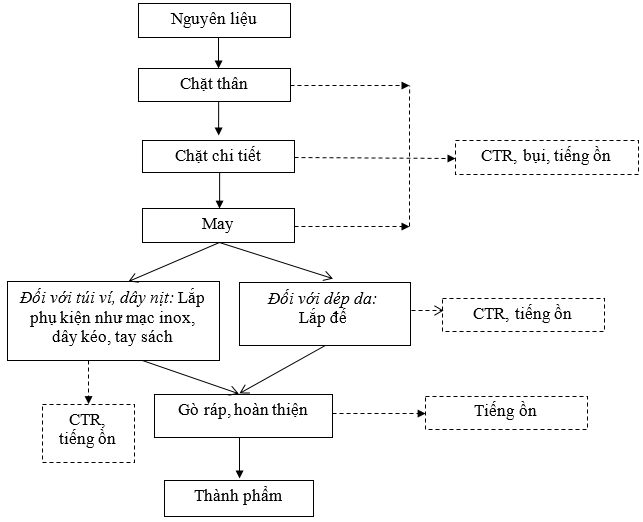 Nguyên liệu
Chặt thân
Chặt chi tiết
CTR, bụi, tiếng ồn
May
Đối với túi ví, dây nịt: Lắp
phụ kiện như mạc inox,
dây kéo, tay sách
Đối với dép da:
Lắp đế
CTR, tiếng ồn
CTR,
tiếng ồn
Gò ráp, hoàn thiện
Tiếng ồn
Thành phẩm